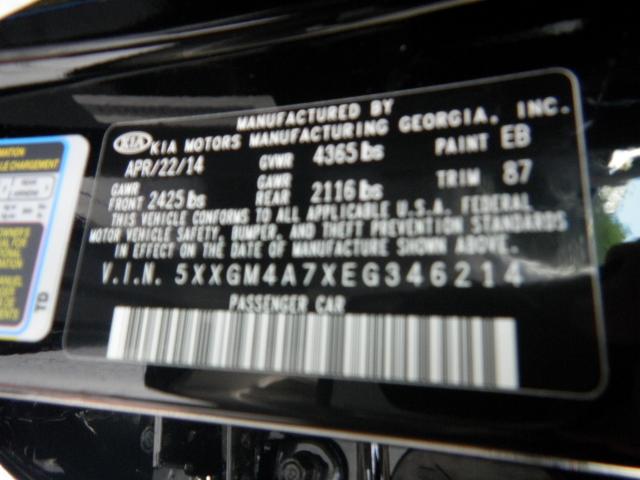 MANUFACTURED BY
KIA KIA MOTORS MANUFACTURING GEORGIA, INC.
APR/22/14 GVWR 4365 lbs PAINT EB
GAWR FRONT 2425 lbs GAWR REAR 2116 lbs TRIM 87
THIS VEHICLE CONFORMS TO ALL APPLICABLE U.S.A. FEDERAL
MOTOR VEHICLE SAFETY, BUMPER, AND THEFT PREVENTION STANDARDS
IN EFFECT ON THE DATE OF MANUFACTURE SHOWN ABOVE.
V.I.N. 5XXGM4A7XEG346214
PASSENGER CAR